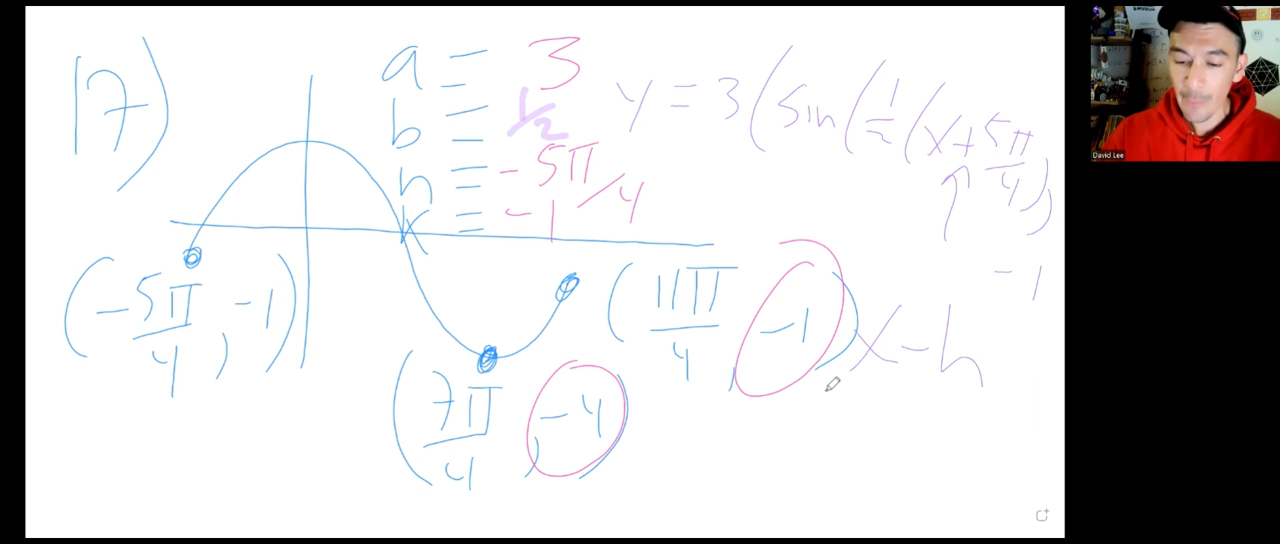 17)
a = 3
b = 1/2
h = -5π/4
k = -1
y = 3(sin(1/2(x+5π/4))
-1
x-h
(-5π/4, -1)
(7π/4, -4)
(11π/4, -1)
David Lee